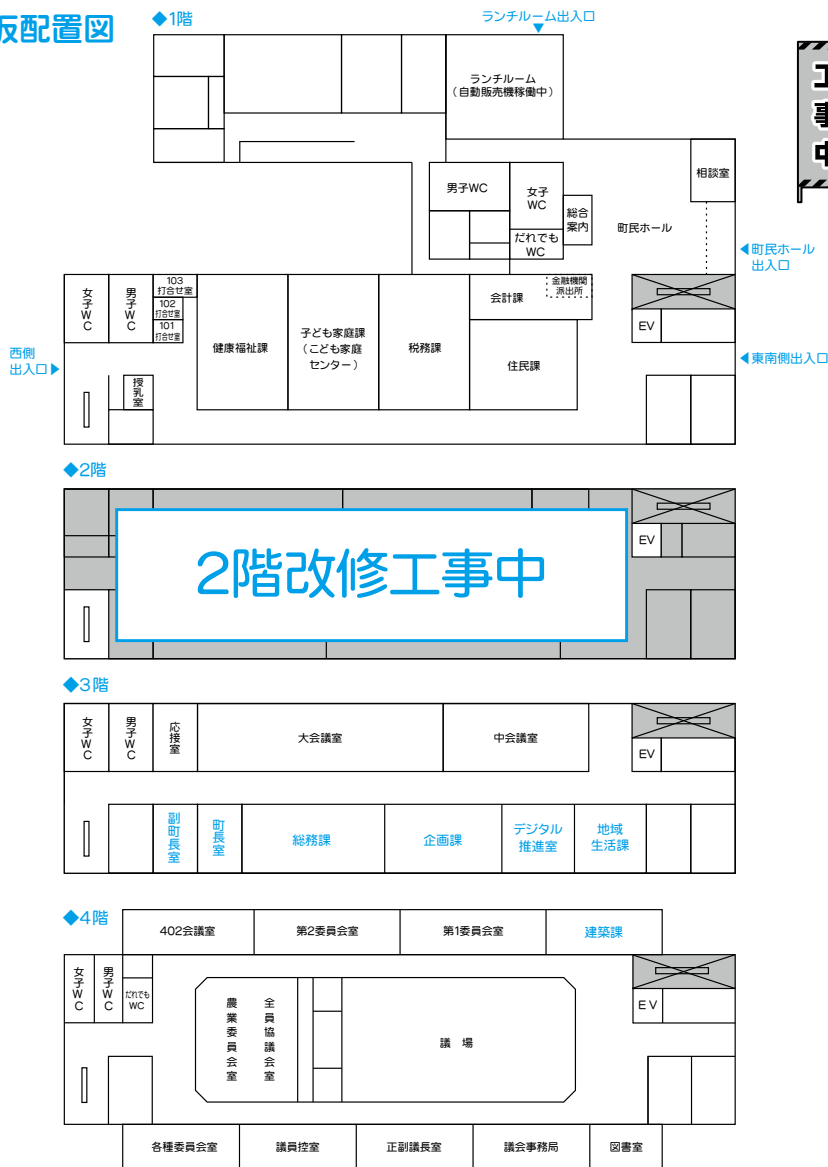 仮配置図
◆1階
ランチルーム出入口
▼
工事中
ランチルーム
（自動販売機稼働中）
男子WC
女子
WC
だれでも
WC
総合
案内
町民ホール
相談室
◀町民ホール
出入口
女子WC
男子WC
103
打合せ室
102
打合せ室
101
打合せ室
授乳室
健康福祉課
子ども家庭課
（こども家庭
センター）
税務課
会計課
金融機関
派出所
住民課
EV
西側
出入口▶
◀東南側出入口
◆2階
2階改修工事中
EV
◆3階
女子WC
男子WC
応接室
大会議室
中会議室
EV
副町長室
町長室
総務課
企画課
デジタル
推進室
地域
生活課
◆4階
402会議室
第2委員会室
第1委員会室
建築課
女子WC
男子WC
だれでも
WC
農業委員会室
全員協議会室
議場
EV
各種委員会室
議員控室
正副議長室
議会事務局
図書室